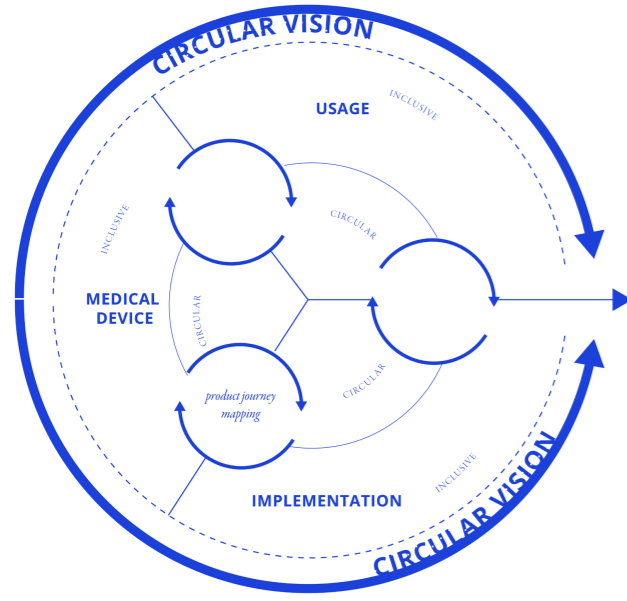 CIRCULAR VISION
USAGE
INCLUSIVE
INCLUSIVE
CIRCULAR
MEDICAL
DEVICE
CIRCULAR
CIRCULAR
product journey
mapping
INCLUSIVE
IMPLEMENTATION
CIRCULAR VISION